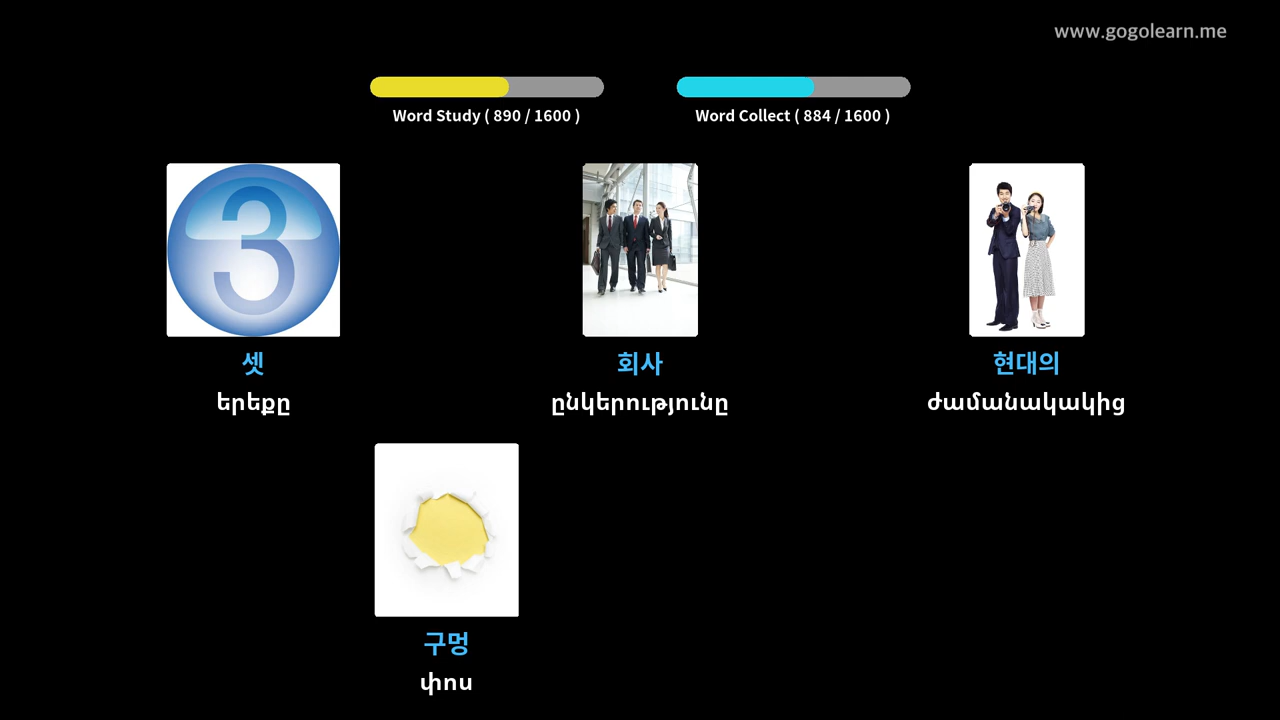 www.gogolearn.me
Word Study ( 890 / 1600 )
Word Collect ( 884 / 1600 )
3
셋
երեքը
회사
ընկերությունը
현대의
ժամանակակից
구멍
փոս